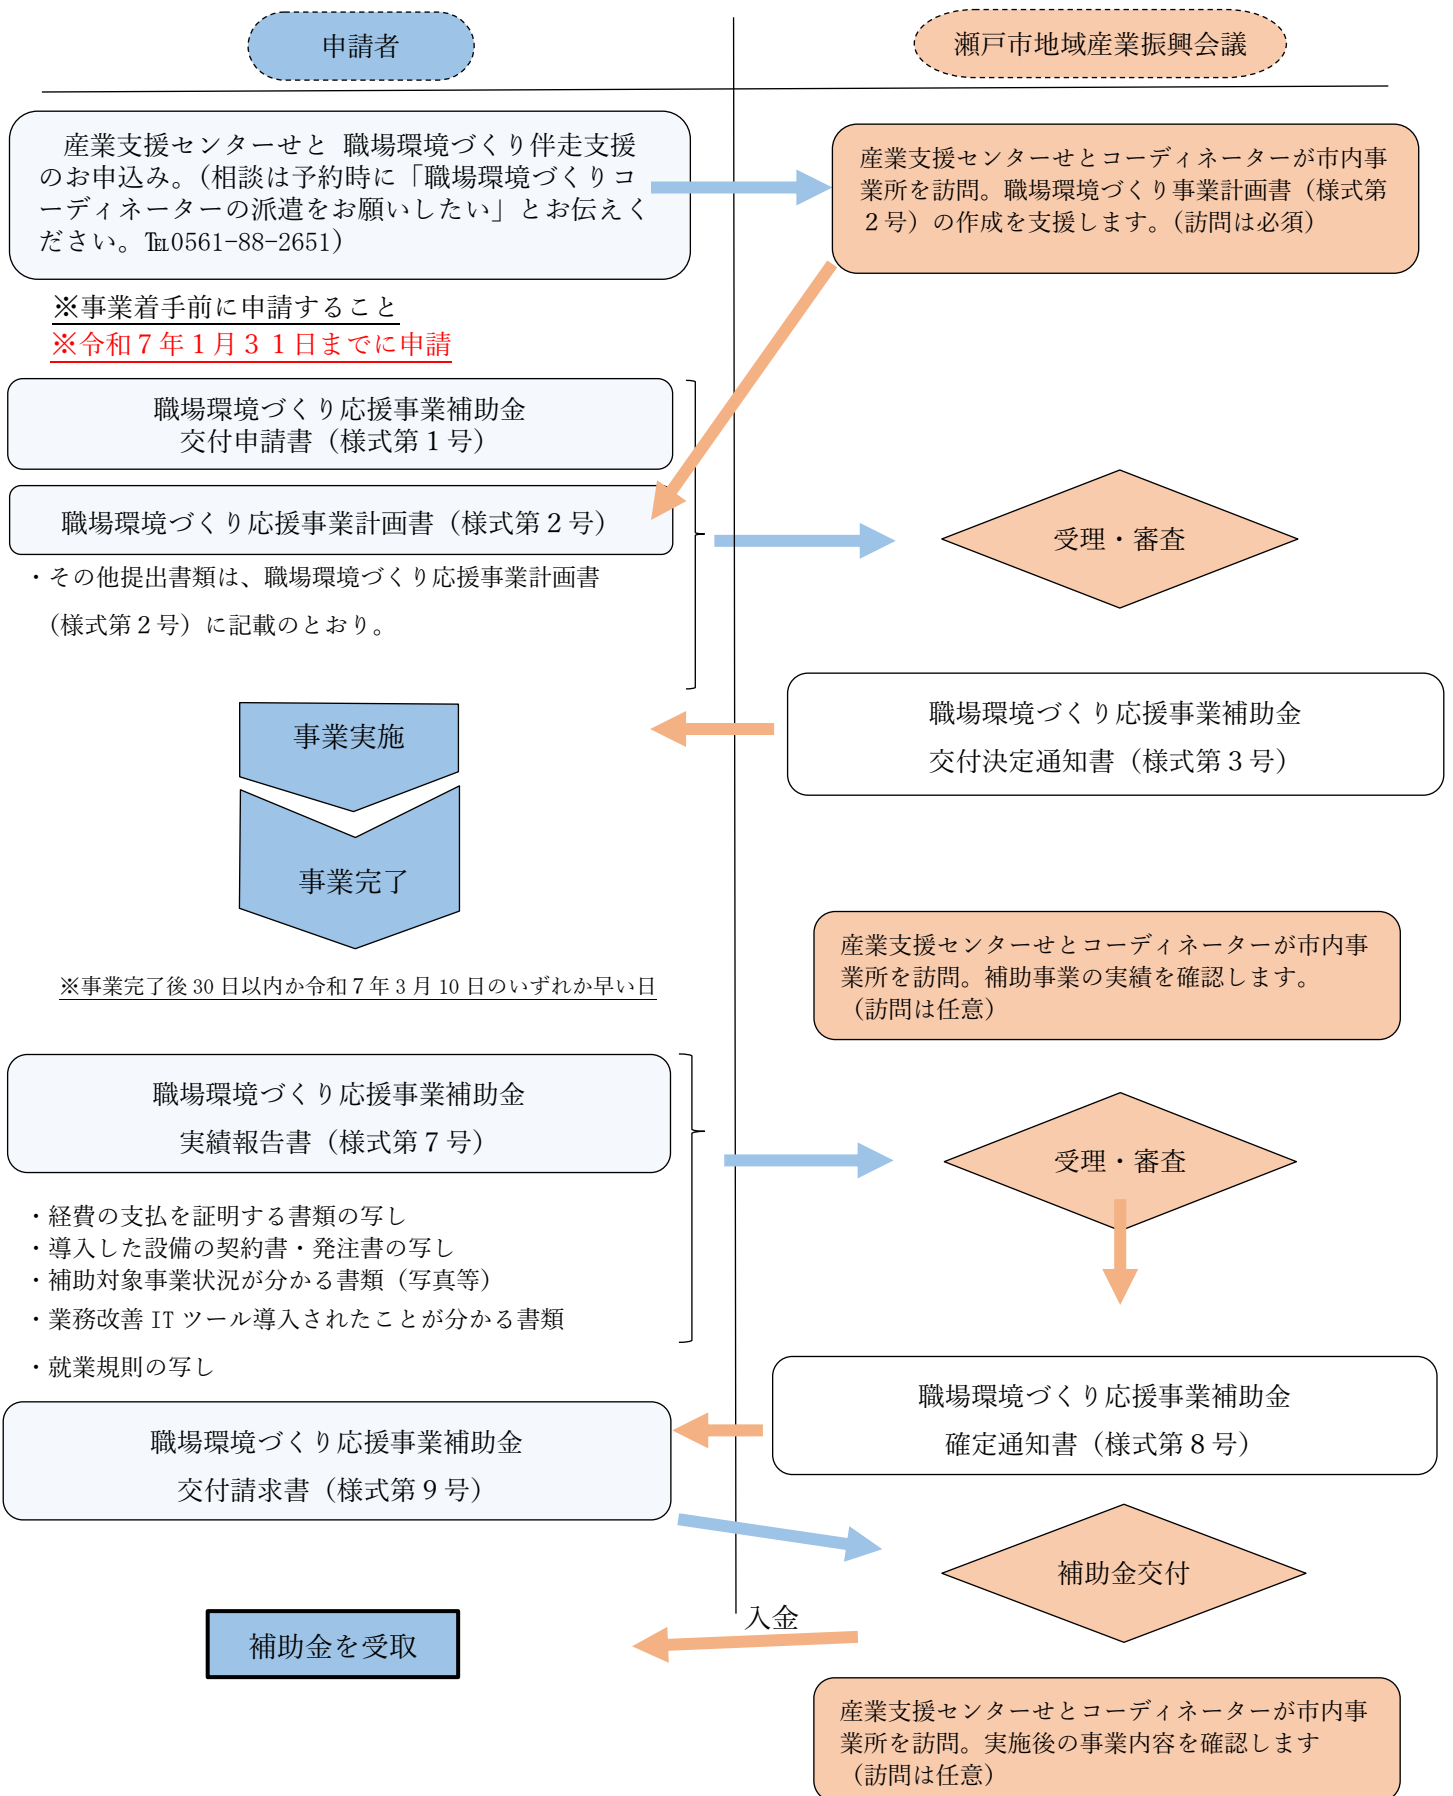 申請者
瀬戸市地域産業振興会議
産業支援センターせと 職場環境づくり伴走支援
のお申込み。（相談は予約時に「職場環境づくりコ
ーディネーターの派遣をお願いしたい」とお伝えく
ださい。℡0561-88-2651）
産業支援センターせとコーディネーターが市内事
業所を訪問。職場環境づくり事業計画書（様式第
２号）の作成を支援します。（訪問は必須）
※事業着手前に申請すること
※令和７年１月３１日までに申請
職場環境づくり応援事業補助金
交付申請書（様式第１号）
職場環境づくり応援事業計画書（様式第２号）
・その他提出書類は、職場環境づくり応援事業計画書
（様式第２号）に記載のとおり。
受理・審査
職場環境づくり応援事業補助金
交付決定通知書（様式第３号）
事業実施
事業完了
※事業完了後 30 日以内か令和７年 3 月 10 日のいずれか早い日
産業支援センターせとコーディネーターが市内事
業所を訪問。補助事業の実績を確認します。
（訪問は任意）
職場環境づくり応援事業補助金
実績報告書（様式第７号）
受理・審査
・経費の支払を証明する書類の写し
・導入した設備の契約書・発注書の写し
・補助対象事業状況が分かる書類（写真等）
・業務改善 IT ツール導入されたことが分かる書類
・就業規則の写し
職場環境づくり応援事業補助金
確定通知書（様式第８号）
職場環境づくり応援事業補助金
交付請求書（様式第９号）
補助金交付
入金
補助金を受取
産業支援センターせとコーディネーターが市内事
業所を訪問。実施後の事業内容を確認します
（訪問は任意）